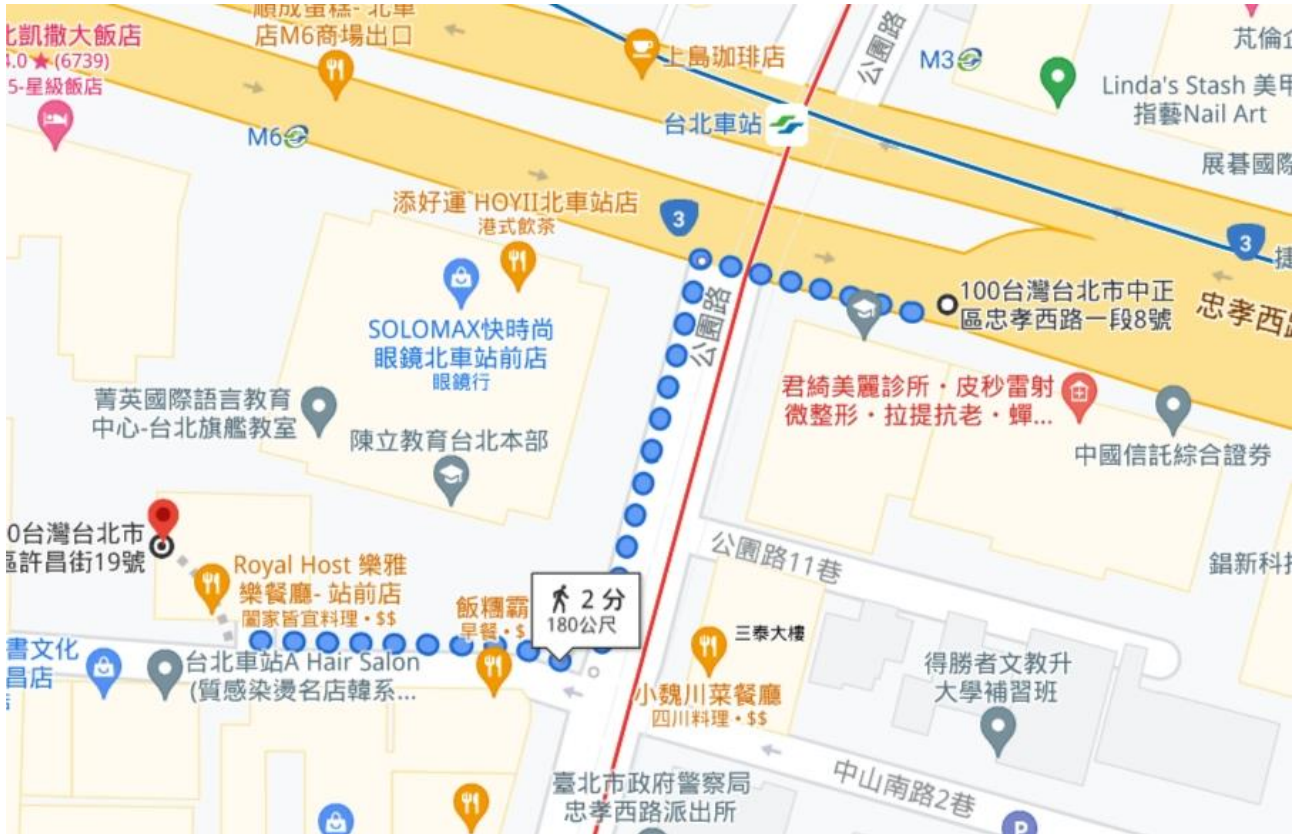 順成蛋糕- 北車
店M6商場出口
北凱撒大飯店
4.0 ★ (6739)
5-星級飯店
上島珈琲店
公園路
M3
芃倫企
Linda's Stash 美甲
指藝Nail Art
台北車站
M6
展碁國際
添好運 HOYII北車站店
港式飲茶
3
3
捷
公園路
100台灣台北市中正
區忠孝西路一段8號
忠孝西路
SOLOMAX快時尚
眼鏡北車站前店
眼鏡行
君綺美麗診所・皮秒雷射
微整形・拉提抗老・蟬...
菁英國際語言教育
中心-台北旗艦教室
陳立教育台北本部
中國信託綜合證券
0台灣台北市
區許昌街19號
公園路11巷
錩新科技
Royal Host 樂雅
樂餐廳- 站前店
闔家皆宜料理・$$
飯糰霸
早餐・$
2 分
180公尺
三泰大樓
書文化
昌店
台北車站A Hair Salon
(質感染燙名店韓系...
小魏川菜餐廳
四川料理・$$
得勝者文教升
大學補習班
中山南路2巷
臺北市政府警察局
忠孝西路派出所
P